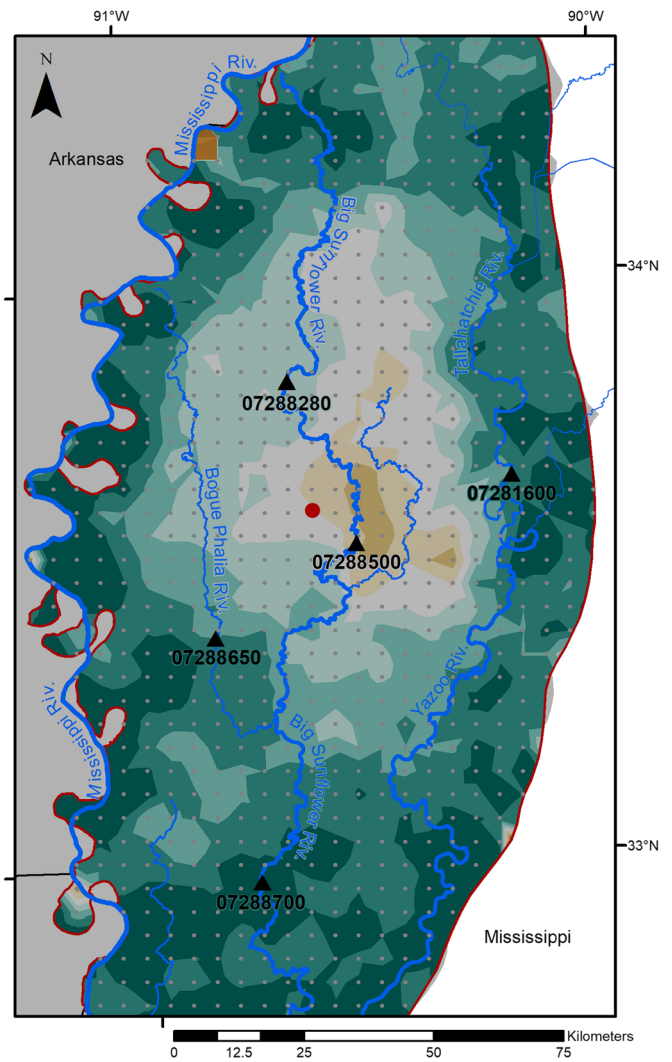 91°W
90°W
N
Mississippi Riv.
Arkansas
Big Sunflower Riv.
34°N
Tallahatchie Riv.
07288280
07281600
Bogue Phalia Riv.
07288500
07288650
Yazoo Riv.
Mississippi Riv.
Big Sunflower Riv.
33°N
07288700
Mississippi
Kilometers
0 12.5 25 50 75